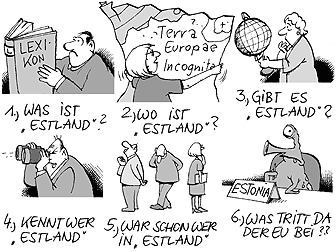 LEXI-
KON
Terra
Europae
Incognita
?
1.) WAS IST
„ESTLAND"?
2.) WO IST
„ESTLAND"?
3.) GIBT ES
„ESTLAND"?
4.) KENNT WER
„ESTLAND"
5.) WAR SCHON WER
IN „ESTLAND
ESTONIA
6.) WAS TRITT DA
DER EU BEI??